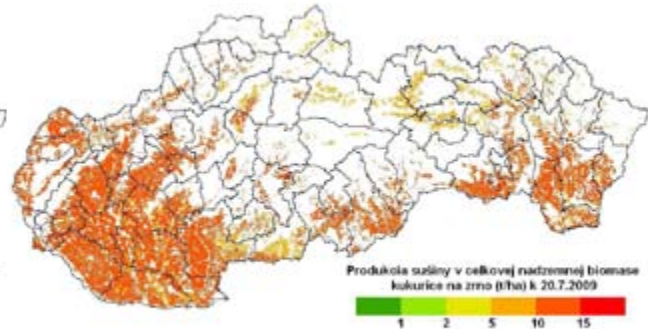 Produkcia sušiny v celkovej nadzemnej biomase
kukurice na zrno (t/ha) k 20.7.2009
1 2 5 10 15